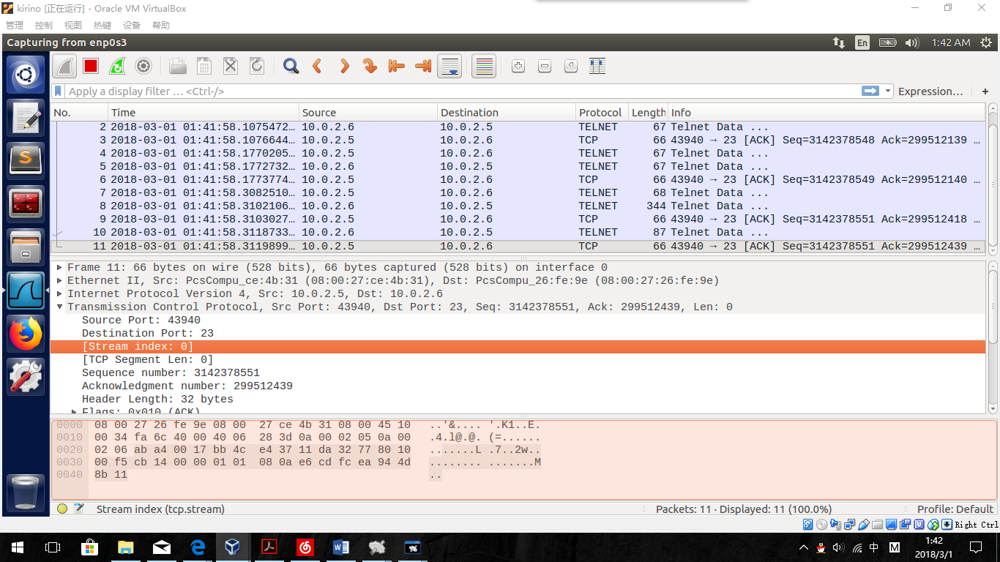 kirino [正在运行] - Oracle VM VirtualBox
管理 控制 视图 热键 设备 帮助
Capturing from enp0s3 En 1:42 AM
Apply a display filter … <Ctrl-/> Expression… +
No. Time Source Destination Protocol Length Info
2 2018-03-01 01:41:58.1075472… 10.0.2.6 10.0.2.5 TELNET 67 Telnet Data ...
3 2018-03-01 01:41:58.1076644… 10.0.2.5 10.0.2.6 TCP 66 43940 → 23 [ACK] Seq=3142378548 Ack=299512139 …
4 2018-03-01 01:41:58.1770205… 10.0.2.5 10.0.2.6 TELNET 67 Telnet Data ...
5 2018-03-01 01:41:58.1772732… 10.0.2.6 10.0.2.5 TELNET 67 Telnet Data ...
6 2018-03-01 01:41:58.1773774… 10.0.2.5 10.0.2.6 TCP 66 43940 → 23 [ACK] Seq=3142378549 Ack=299512140 …
7 2018-03-01 01:41:58.3082510… 10.0.2.5 10.0.2.6 TELNET 68 Telnet Data ...
8 2018-03-01 01:41:58.3102106… 10.0.2.6 10.0.2.5 TELNET 344 Telnet Data ...
9 2018-03-01 01:41:58.3103027… 10.0.2.5 10.0.2.6 TCP 66 43940 → 23 [ACK] Seq=3142378551 Ack=299512418 …
10 2018-03-01 01:41:58.3118733… 10.0.2.6 10.0.2.5 TELNET 87 Telnet Data ...
11 2018-03-01 01:41:58.3119899… 10.0.2.5 10.0.2.6 TCP 66 43940 → 23 [ACK] Seq=3142378551 Ack=299512439 …
Frame 11: 66 bytes on wire (528 bits), 66 bytes captured (528 bits) on interface 0
Ethernet II, Src: PcsCompu_ce:4b:31 (08:00:27:ce:4b:31), Dst: PcsCompu_26:fe:9e (08:00:27:26:fe:9e)
Internet Protocol Version 4, Src: 10.0.2.5, Dst: 10.0.2.6
Transmission Control Protocol, Src Port: 43940, Dst Port: 23, Seq: 3142378551, Ack: 299512439, Len: 0
Source Port: 43940
Destination Port: 23
[Stream index: 0]
[TCP Segment Len: 0]
Sequence number: 3142378551
Acknowledgment number: 299512439
Header Length: 32 bytes
Flags: 0x010 (ACK)
0000 08 00 27 26 fe 9e 08 00 27 ce 4b 31 08 00 45 10 ..'&.... '.K1..E.
0010 00 34 fa 6c 40 00 40 06 28 3d 0a 00 02 05 0a 00 .4.l@.@. (=......
0020 02 06 ab a4 00 17 bb 4c e4 37 11 da 32 77 80 10 .......L .7..2w..
0030 00 f5 cb 14 00 00 01 01 08 0a e6 cd fc ea 94 4d ........ .......M
0040 8b 11 ..
Stream index (tcp.stream) Packets: 11 · Displayed: 11 (100.0%) Profile: Default
Right Ctrl
中 M 1:42
2018/3/1